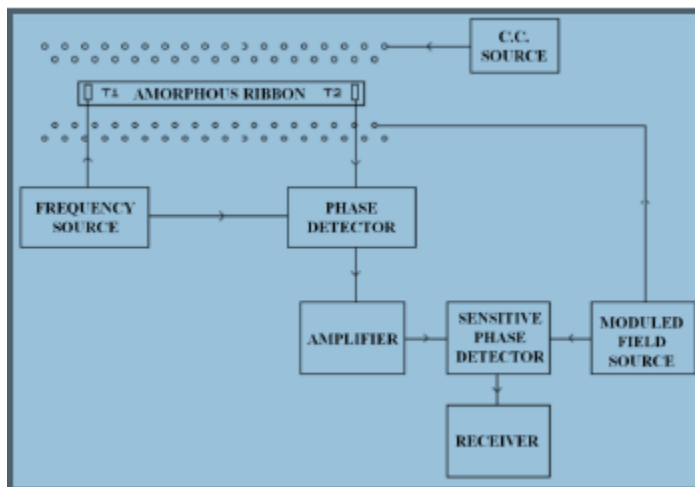 C.C.
SOURCE
T1 AMORPHOUS RIBBON T2
FREQUENCY
SOURCE
PHASE
DETECTOR
AMPLIFIER
SENSITIVE
PHASE
DETECTOR
MODULED
FIELD
SOURCE
RECEIVER